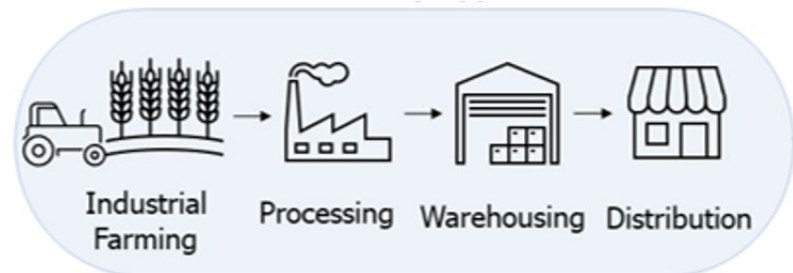 Industrial
Farming
Processing
Warehousing
Distribution